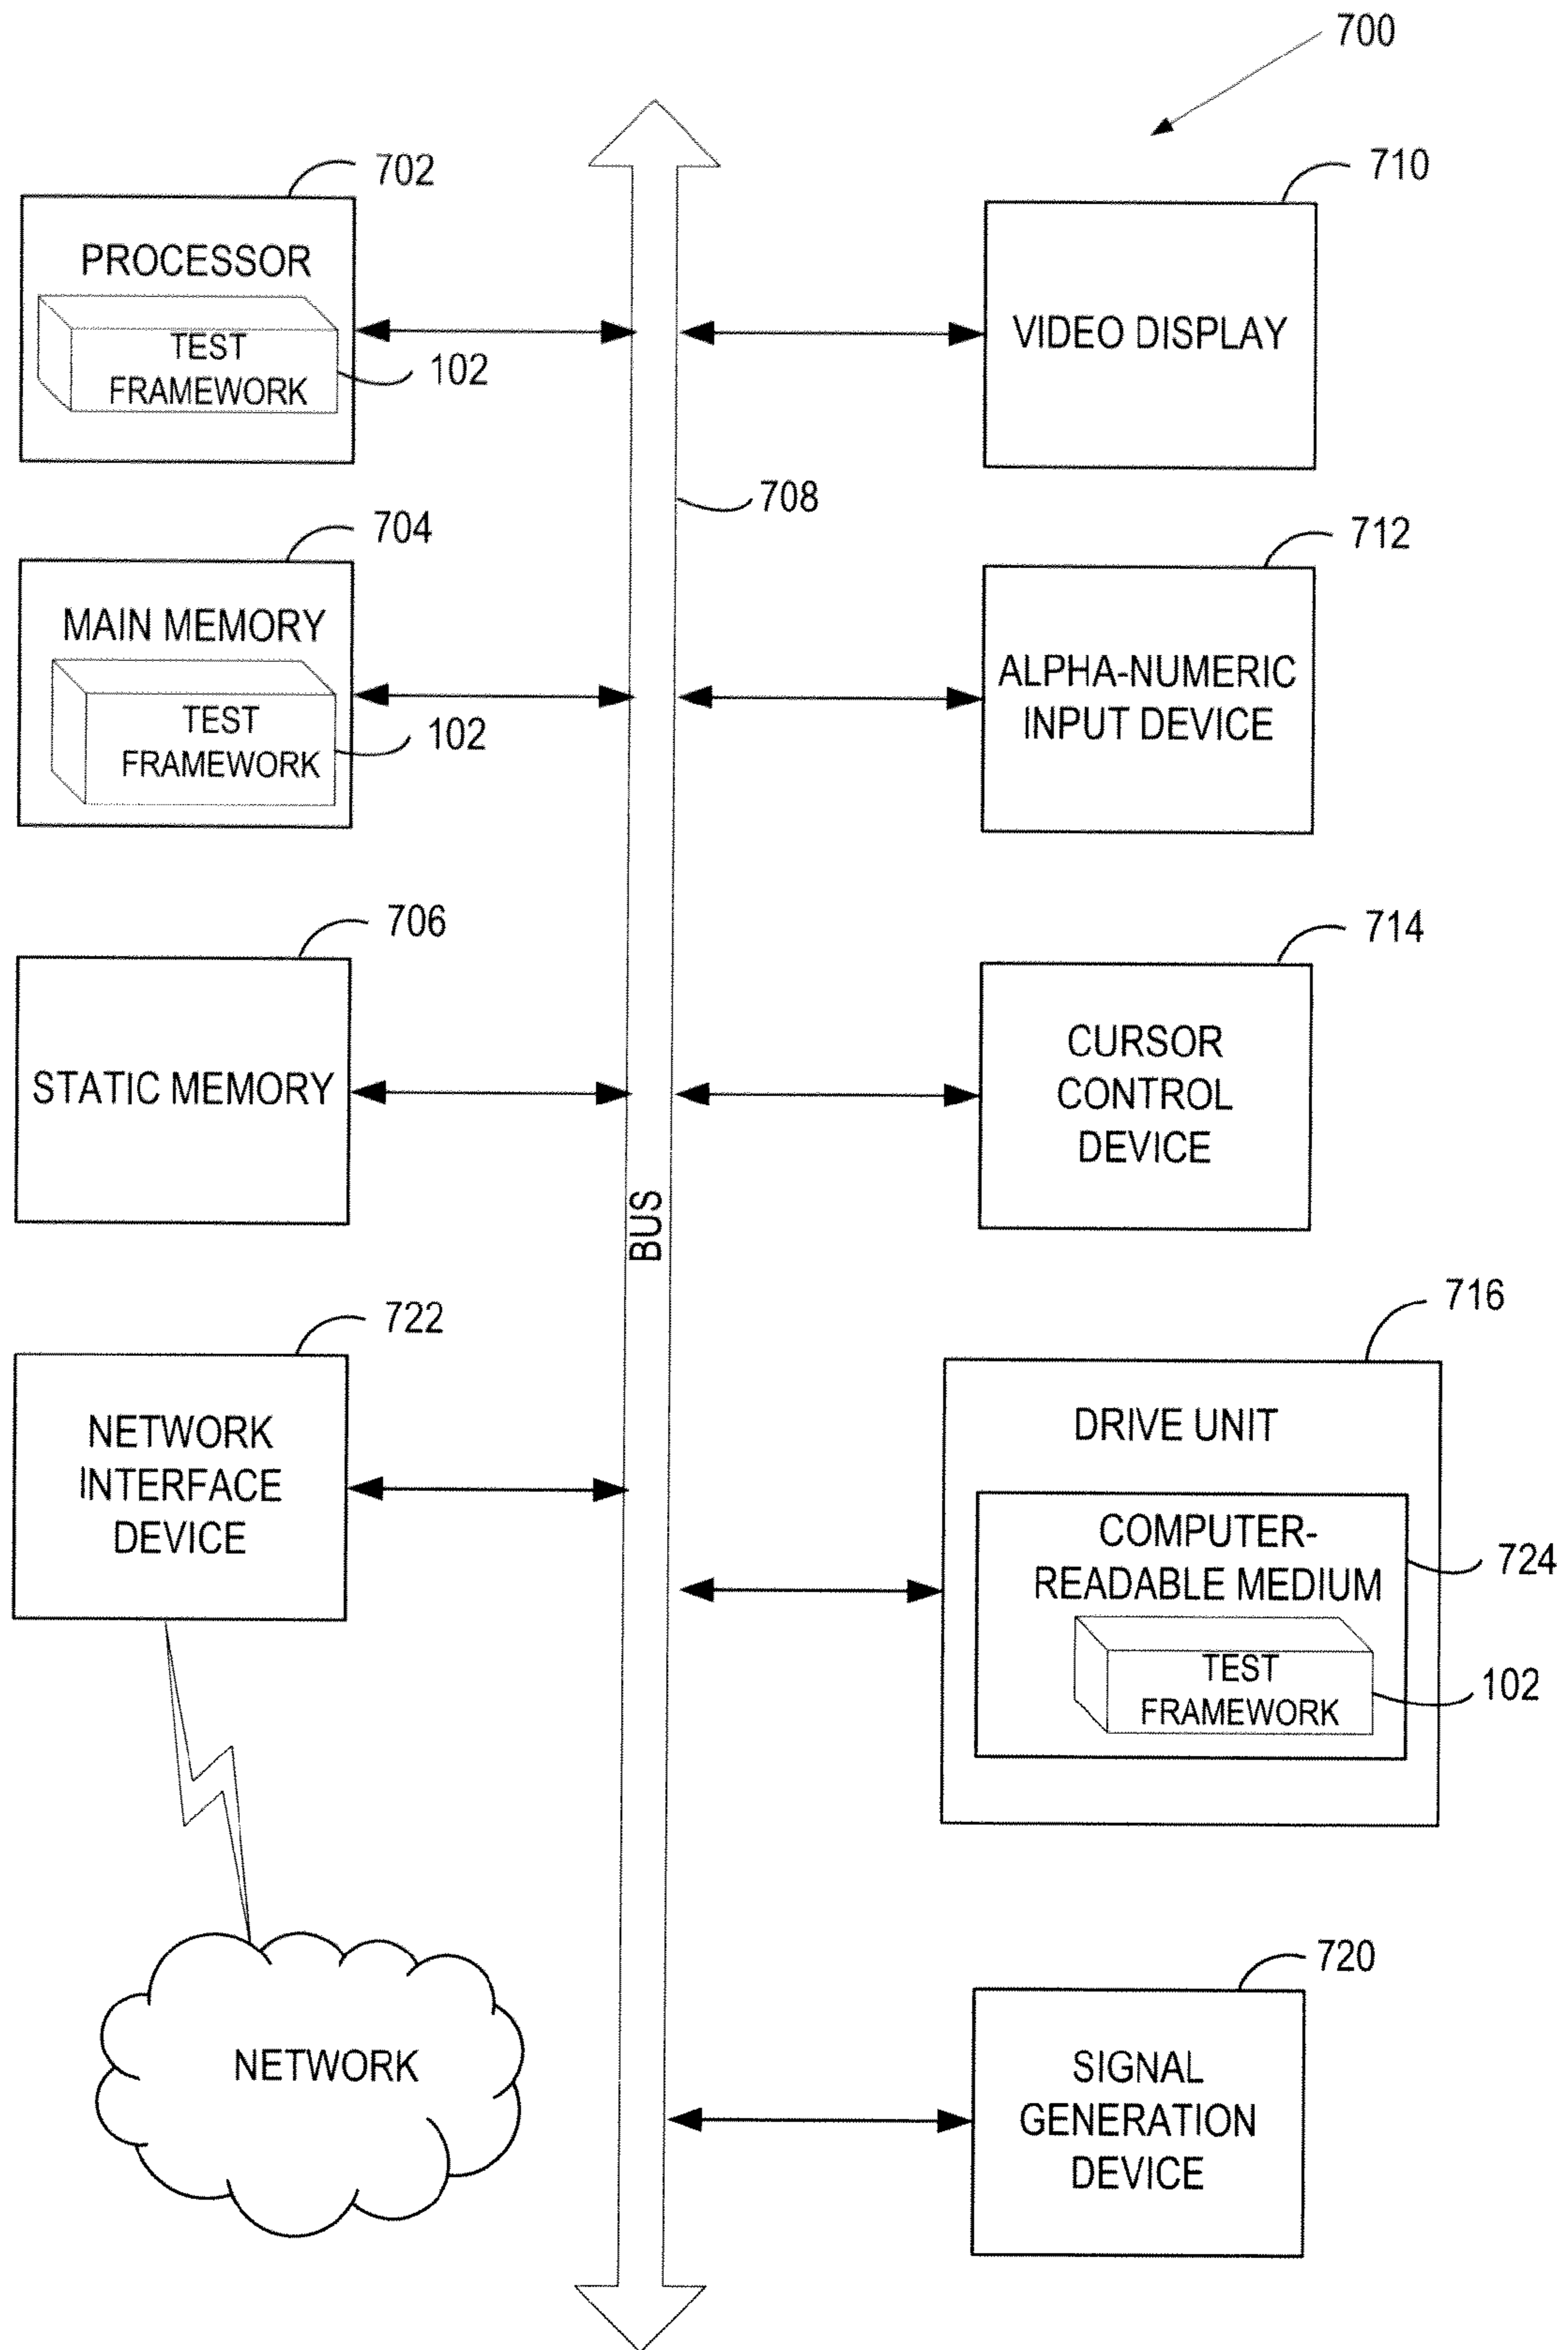 700
702
PROCESSOR
TEST
FRAMEWORK
102
710
VIDEO DISPLAY
708
704
MAIN MEMORY
TEST
FRAMEWORK
102
712
ALPHA-NUMERIC
INPUT DEVICE
706
STATIC MEMORY
714
CURSOR
CONTROL
DEVICE
BUS
722
NETWORK
INTERFACE
DEVICE
716
DRIVE UNIT
COMPUTER-
READABLE MEDIUM
724
TEST
FRAMEWORK
102
NETWORK
720
SIGNAL
GENERATION
DEVICE